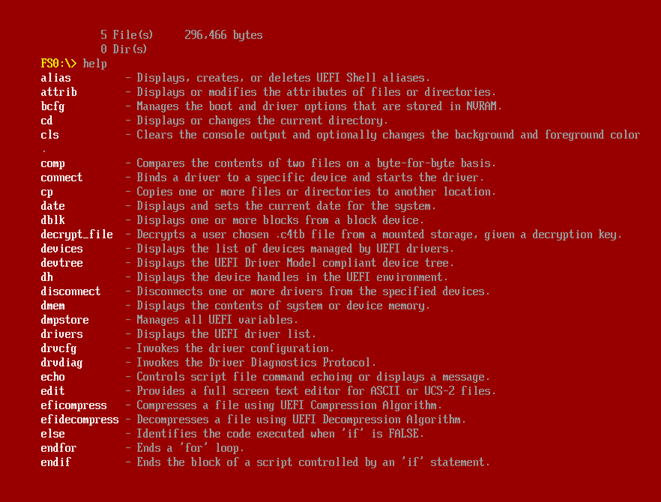 5 File(s)     296,466 bytes
0 Dir(s)
FS0:\> help
alias         - Displays, creates, or deletes UEFI Shell aliases.
attrib        - Displays or modifies the attributes of files or directories.
bcfg          - Manages the boot and driver options that are stored in NVRAM.
cd            - Displays or changes the current directory.
cls           - Clears the console output and optionally changes the background and foreground color
.
comp          - Compares the contents of two files on a byte-for-byte basis.
connect       - Binds a driver to a specific device and starts the driver.
cp            - Copies one or more files or directories to another location.
date          - Displays and sets the current date for the system.
dblk          - Displays one or more blocks from a block device.
decrypt_file  - Decrypts a user chosen .c4tb file from a mounted storage, given a decryption key.
devices       - Displays the list of devices managed by UEFI drivers.
devtree       - Displays the UEFI Driver Model compliant device tree.
dh            - Displays the device handles in the UEFI environment.
disconnect    - Disconnects one or more drivers from the specified devices.
dmem          - Displays the contents of system or device memory.
dmpstore      - Manages all UEFI variables.
drivers       - Displays the UEFI driver list.
drvcfg        - Invokes the driver configuration.
drvdiag       - Invokes the Driver Diagnostics Protocol.
echo          - Controls script file command echoing or displays a message.
edit          - Provides a full screen text editor for ASCII or UCS-2 files.
eficompress   - Compresses a file using UEFI Compression Algorithm.
efidecompress - Decompresses a file using UEFI Decompression Algorithm.
else          - Identifies the code executed when 'if' is FALSE.
endfor        - Ends a 'for' loop.
endif         - Ends the block of a script controlled by an 'if' statement.